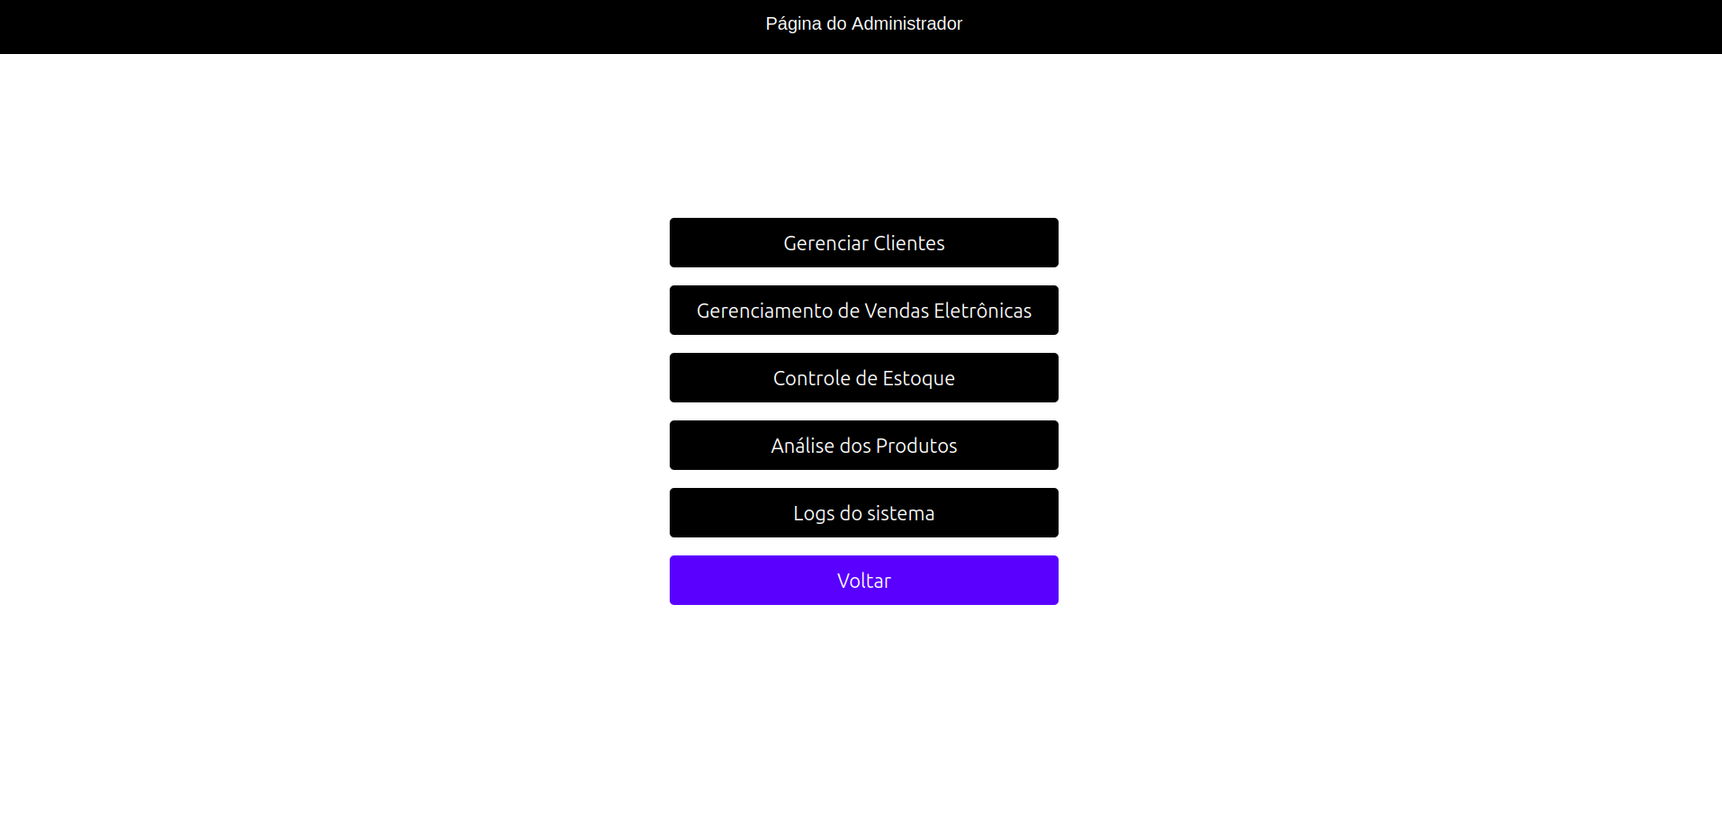 Página do Administrador
Gerenciar Clientes
Gerenciamento de Vendas Eletrônicas
Controle de Estoque
Análise dos Produtos
Logs do sistema
Voltar